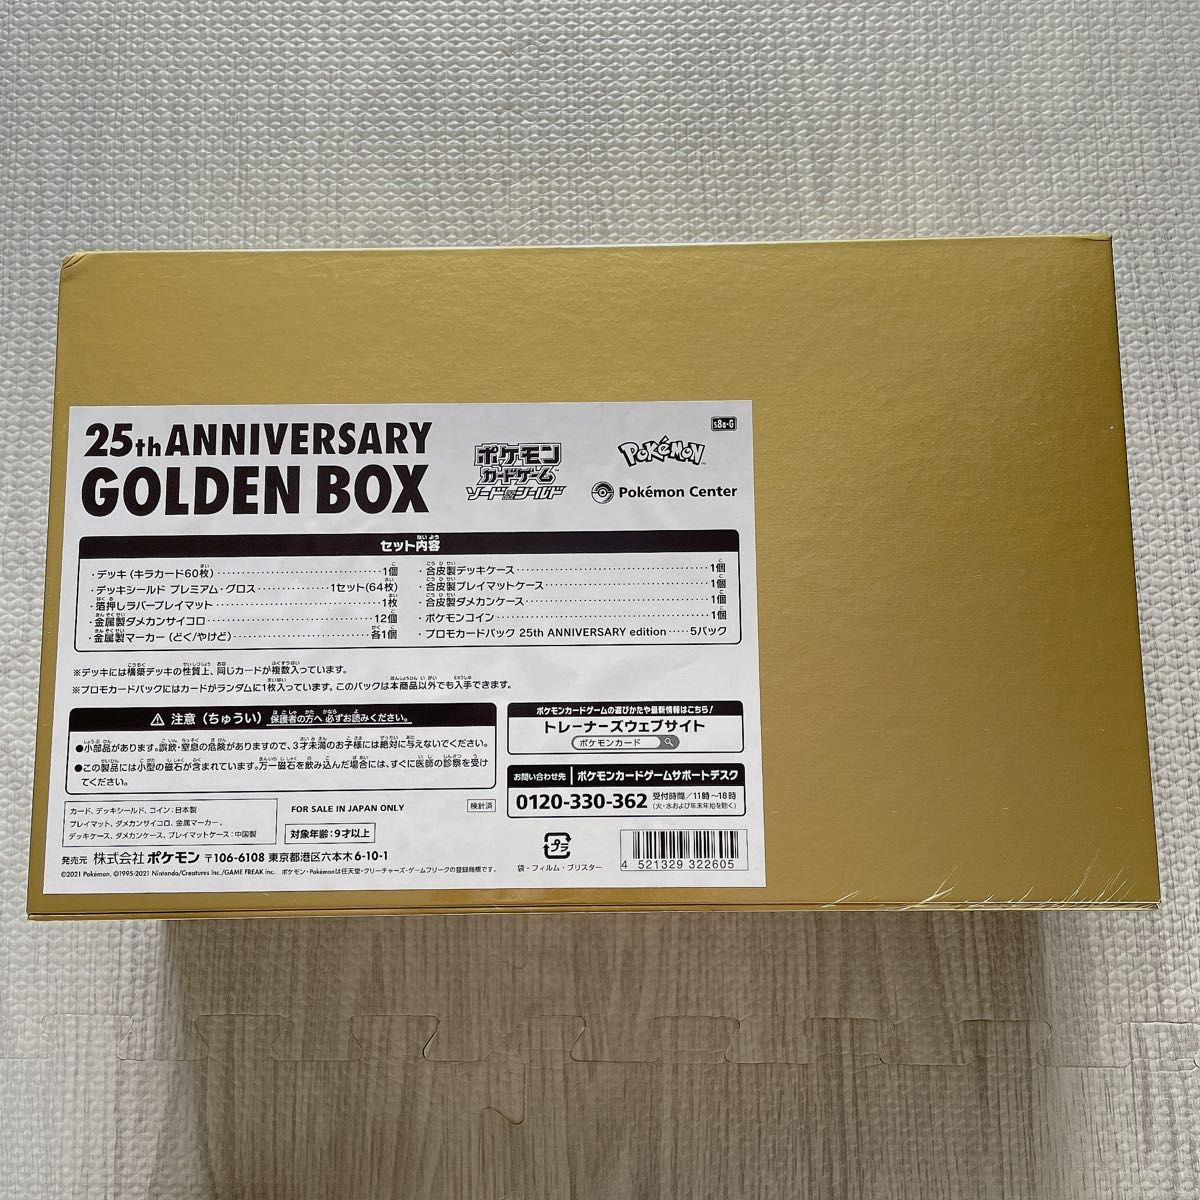 25th ANNIVERSARY
GOLDEN BOX
ポケモン
カードゲーム
ソード&シールド
POKéMON
Pokémon Center
s8a-G
セット内容
・デッキ (キラカード60枚) 1個
・デッキシールド プレミアム・グロス 1セット(64枚)
・箔押しラバープレイマット 1枚
・金属製ダメカンサイコロ 12個
・金属製マーカー (どく/やけど) 各1個
・合皮製デッキケース 1個
・合皮製プレイマットケース 1個
・合皮製ダメカンケース 1個
・ポケモンコイン 1個
・プロモカードパック 25th ANNIVERSARY edition 5パック
※デッキには構築デッキの性質上、同じカードが複数入っています。
※プロモカードパックにはカードがランダムに1枚入っています。このパックは本商品以外でも入手できます。
⚠ 注意 (ちゅうい) 保護者の方へ 必ずお読みください。
●小部品があります。誤飲・窒息の危険がありますので、3才未満のお子様には絶対に与えないでください。
●この製品には小型の磁石が含まれています。万一磁石を飲み込んだ場合には、すぐに医師の診察を受け
てください。
ポケモンカードゲームの遊びかたや最新情報はこちら!
トレーナーズウェブサイト
ポケモンカード
お問い合わせ先 ポケモンカードゲームサポートデスク
0120-330-362 受付時間/11時〜18時
(火・水および年末年始を除く)
カード、デッキシールド、コイン:日本製
プレイマット、ダメカンサイコロ、金属マーカー、
デッキケース、ダメカンケース、プレイマットケース:中国製
FOR SALE IN JAPAN ONLY
検針済
対象年齢:9才以上
発売元 株式会社 ポケモン 〒106-6108 東京都港区六本木6-10-1
©2021 Pokémon. ©1995-2021 Nintendo/Creatures Inc./GAME FREAK inc. ポケモン・Pokémonは任天堂・クリーチャーズ・ゲームフリークの登録商標です。
プラ
袋・フィルム・ブリスター
4 521329 322605